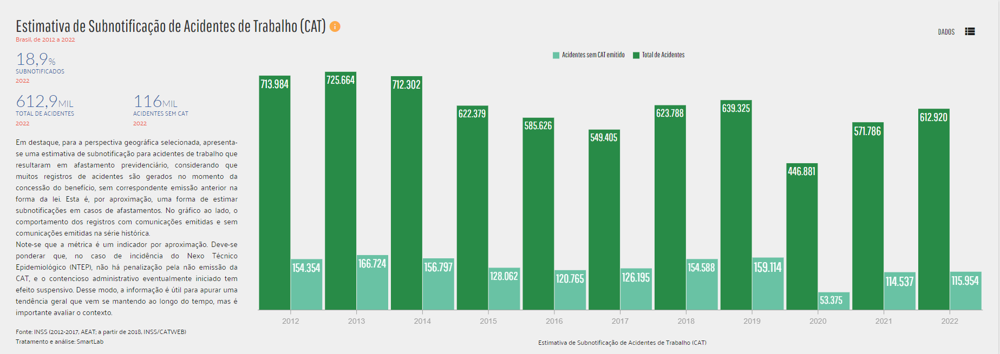 Estimativa de Subnotificação de Acidentes de Trabalho (CAT) i
Brasil, de 2012 a 2022
DADOS
18,9%
SUBNOTIFICADOS
2022
612,9MIL
TOTAL DE ACIDENTES
2022
116MIL
ACIDENTES SEM CAT
2022
Em destaque, para a perspectiva geográfica selecionada, apresenta-
se uma estimativa de subnotificação para acidentes de trabalho que
resultaram em afastamento previdenciário, considerando que
muitos registros de acidentes são gerados no momento da
concessão do benefício, sem correspondente emissão anterior na
forma da lei. Esta é, por aproximação, uma forma de estimar
subnotificações em casos de afastamentos. No gráfico ao lado, o
comportamento dos registros com comunicações emitidas e sem
comunicações emitidas na série histórica.
Note-se que a métrica é um indicador por aproximação. Deve-se
ponderar que, no caso de incidência do Nexo Técnico
Epidemiológico (NTEP), não há penalização pela não emissão da
CAT, e o contencioso administrativo eventualmente iniciado tem
efeito suspensivo. Desse modo, a informação é útil para apurar uma
tendência geral que vem se mantendo ao longo do tempo, mas é
importante avaliar o contexto.
Fonte: INSS (2012-2017, AEAT; a partir de 2018, INSS/CATWEB)
Tratamento e análise: SmartLab
Acidentes sem CAT emitido
Total de Acidentes
713.984
154.354
725.664
166.724
712.302
156.797
622.379
128.062
585.626
120.765
549.405
126.195
623.788
154.588
639.325
159.114
446.881
53.375
571.786
114.537
612.920
115.954
2012
2013
2014
2015
2016
2017
2018
2019
2020
2021
2022
Estimativa de Subnotificação de Acidentes de Trabalho (CAT)